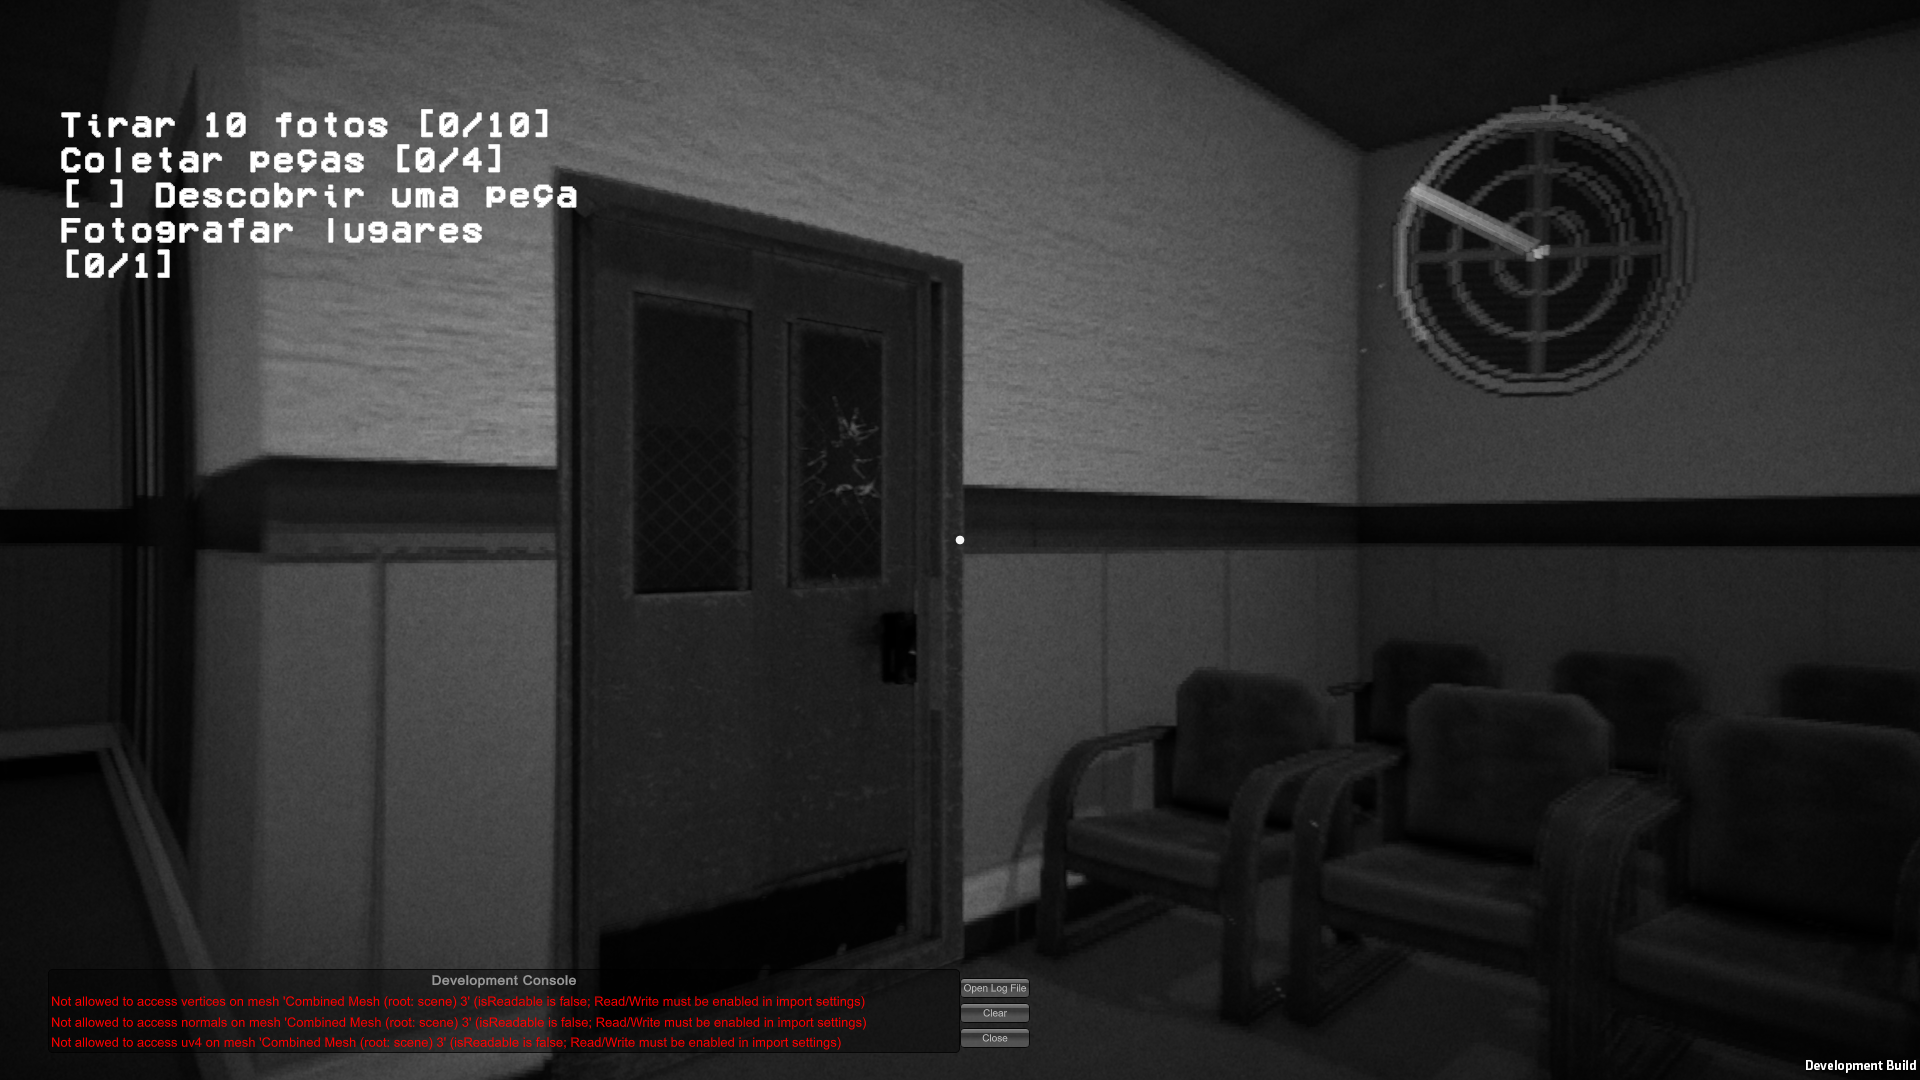 Tirar 10 fotos [0/10]
Coletar peças [0/4]
[ ] Descobrir uma peça
Fotografar lugares
[0/1]
Development Console
Not allowed to access vertices on mesh 'Combined Mesh (root: scene) 3' (isReadable is false; Read/Write must be enabled in import settings)
Not allowed to access normals on mesh 'Combined Mesh (root: scene) 3' (isReadable is false; Read/Write must be enabled in import settings)
Not allowed to access uv4 on mesh 'Combined Mesh (root: scene) 3' (isReadable is false; Read/Write must be enabled in import settings)
Open Log File
Clear
Close
Development Build